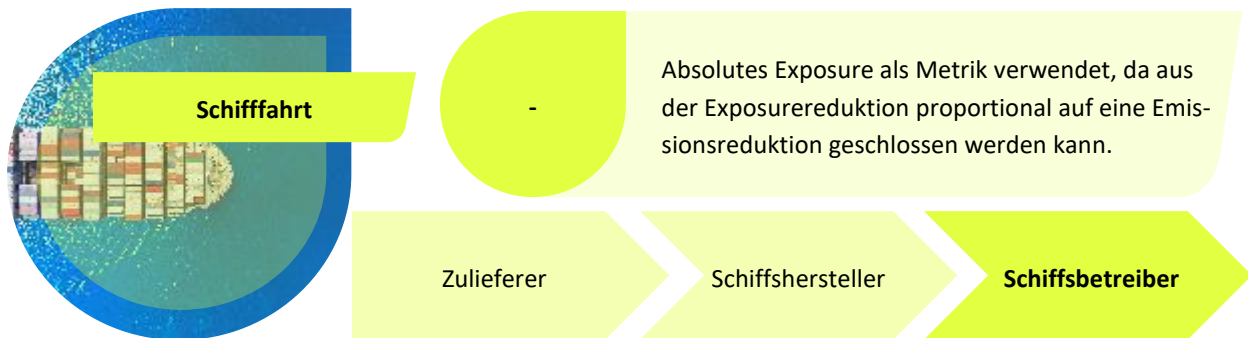 Schifffahrt
-
Absolutes Exposure als Metrik verwendet, da aus
der Exposurereduktion proportional auf eine Emis-
sionsreduktion geschlossen werden kann.
Zulieferer
Schiffshersteller
Schiffsbetreiber